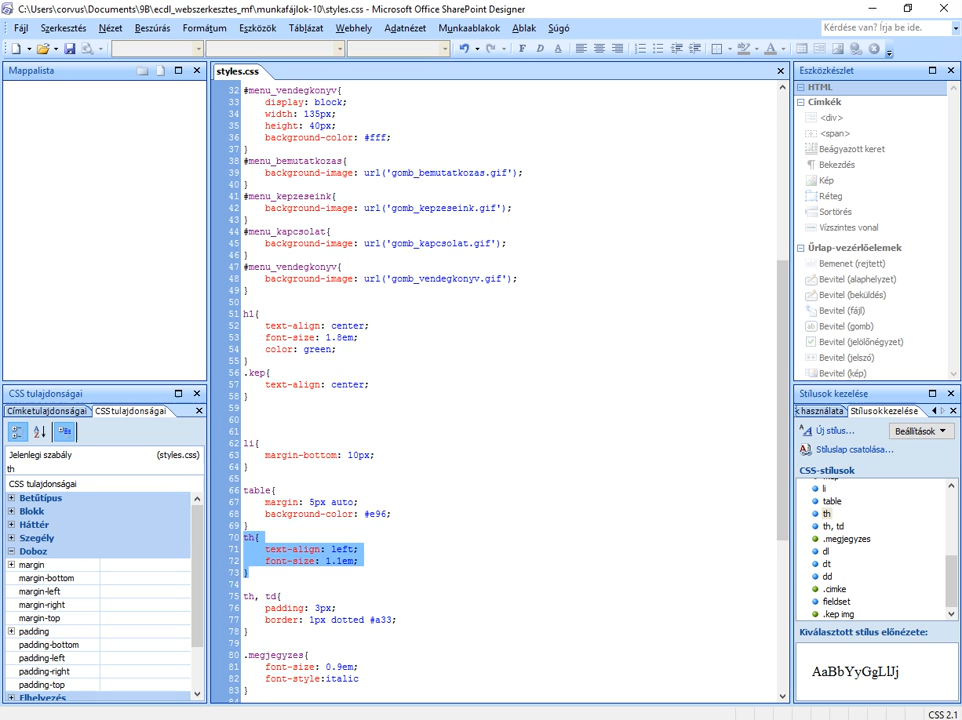 C:\Users\corvus\Documents\9B\ecdl_webszerkesztes_mf\munkafájlok-10\styles.css - Microsoft Office SharePoint Designer
Fájl Szerkesztés Nézet Beszúrás Formátum Eszközök Táblázat Webhely Adatnézet Munkaablakok Ablak Súgó
Kérdése van? Írja be ide.
Mappalista
styles.css
32 #menu_vendegkonyv{
33 display: block;
34 width: 135px;
35 height: 40px;
36 background-color: #fff;
37 }
38 #menu_bemutatkozas{
39 background-image: url('gomb_bemutatkozas.gif');
40 }
41 #menu_kepzeseink{
42 background-image: url('gomb_kepzeseink.gif');
43 }
44 #menu_kapcsolat{
45 background-image: url('gomb_kapcsolat.gif');
46 }
47 #menu_vendegkonyv{
48 background-image: url('gomb_vendegkonyv.gif');
49 }
50
51 h1{
52 text-align: center;
53 font-size: 1.8em;
54 color: green;
55 }
56 .kep{
57 text-align: center;
58 }
59
60
61
62 li{
63 margin-bottom: 10px;
64 }
65
66 table{
67 margin: 5px auto;
68 background-color: #e96;
69 }
70 th{
71 text-align: left;
72 font-size: 1.1em;
73 }
74
75 th, td{
76 padding: 3px;
77 border: 1px dotted #a33;
78 }
79
80 .megjegyzes{
81 font-size: 0.9em;
82 font-style:italic
83 }
Eszközkészlet
HTML
Címkék
<div>
<span>
Beágyazott keret
Bekezdés
Kép
Réteg
Sortörés
Vízszintes vonal
Űrlap-vezérlőelemek
Bemenet (rejtett)
Bevitel (alaphelyzet)
Bevitel (beküldés)
Bevitel (fájl)
Bevitel (gomb)
Bevitel (jelölőnégyzet)
Bevitel (jelszó)
Bevitel (kép)
CSS tulajdonságai
Címketulajdonságai CSS tulajdonságai
Jelenlegi szabály (styles.css)
th
CSS tulajdonságai
Betűtípus
Blokk
Háttér
Szegély
Doboz
margin
margin-bottom
margin-left
margin-right
margin-top
padding
padding-bottom
padding-left
padding-right
padding-top
Elhelyezés
Stílusok kezelése
k használata Stílusok kezelése
Új stílus... Beállítások
Stíluslap csatolása...
CSS-stílusok
li
table
th
th, td
.megjegyzes
dl
dt
dd
.cimke
fieldset
.kep img
Kiválasztott stílus előnézete:
AaBbYyGgLlJj
CSS 2.1